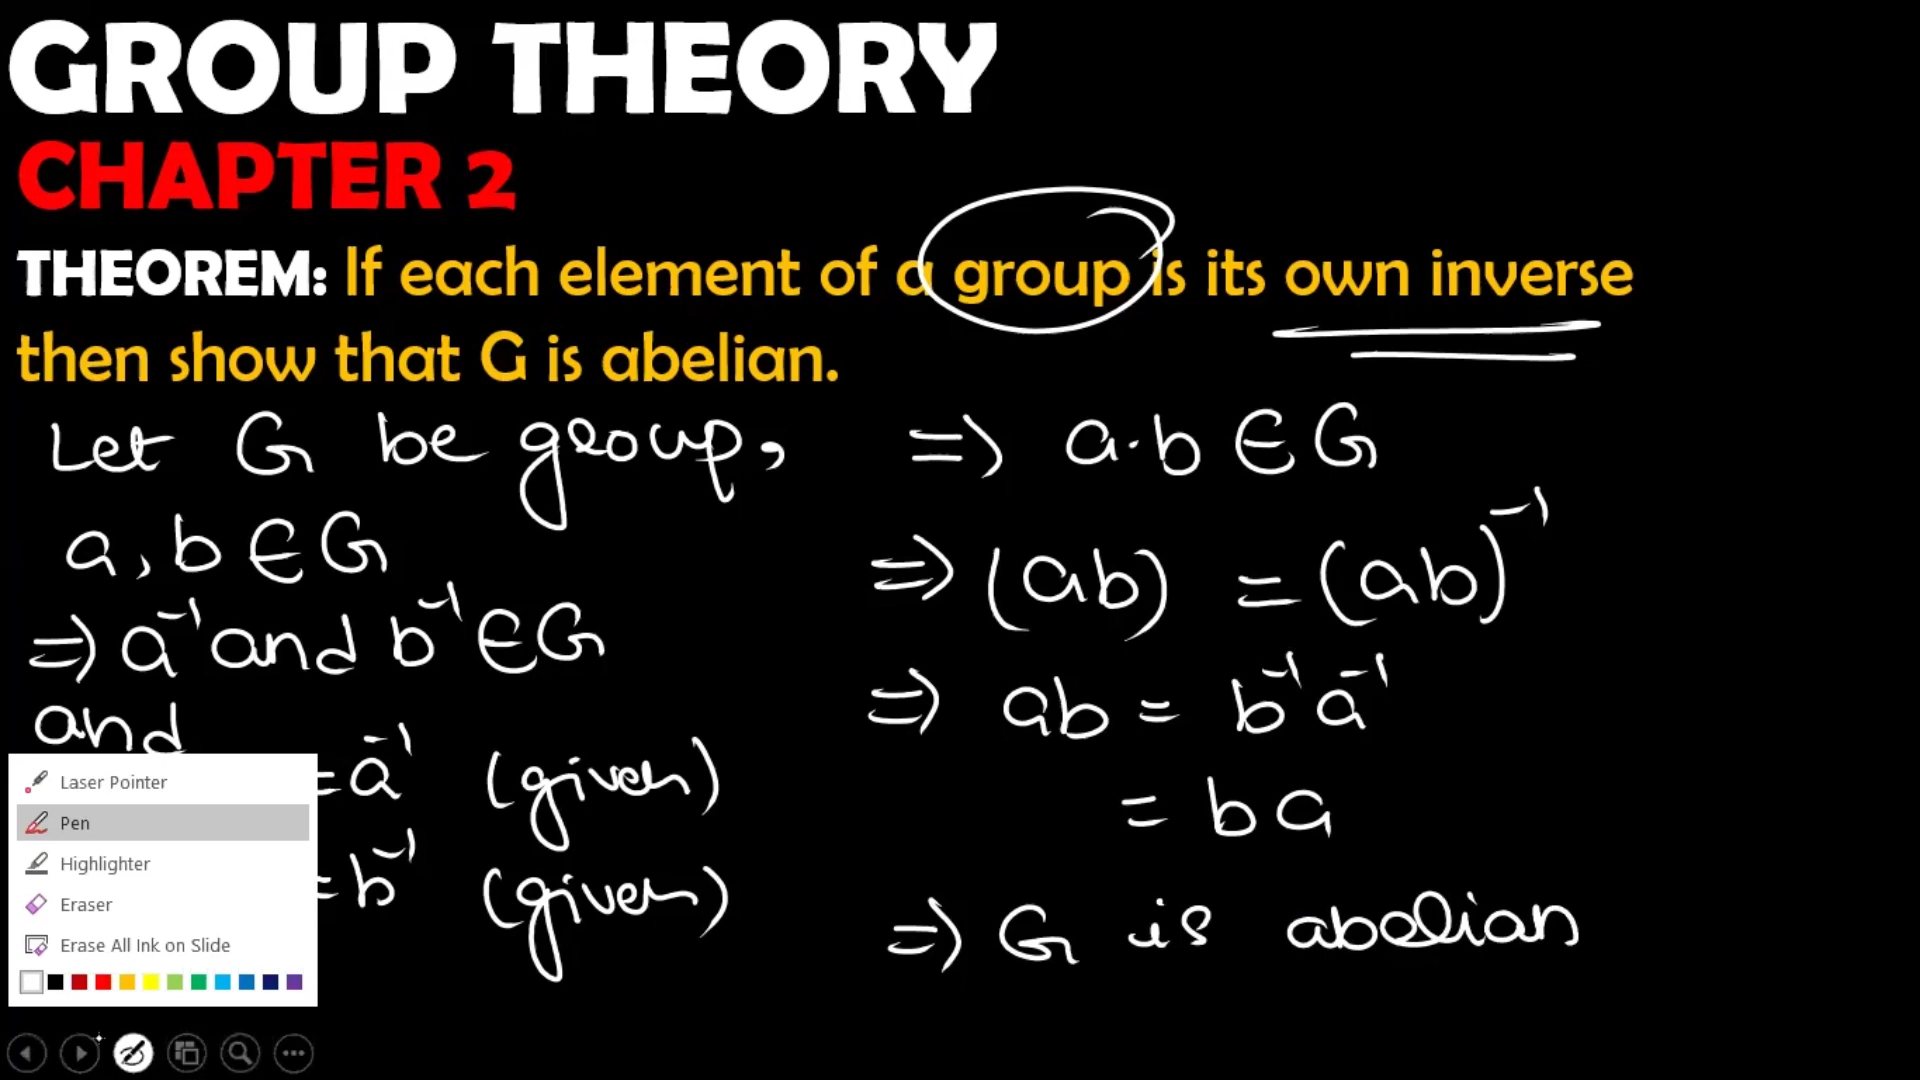 GROUP THEORY
CHAPTER 2
THEOREM: If each element of a group is its own inverse
then show that G is abelian.
Let G be group,
a, b ∈ G
⇒ a⁻¹ and b⁻¹ ∈ G
and
= a⁻¹ (given)
= b⁻¹ (given)
⇒ a·b ∈ G
⇒ (ab) = (ab)⁻¹
⇒ ab = b⁻¹ a⁻¹
= ba
⇒ G is abelian
Laser Pointer
Pen
Highlighter
Eraser
Erase All Ink on Slide